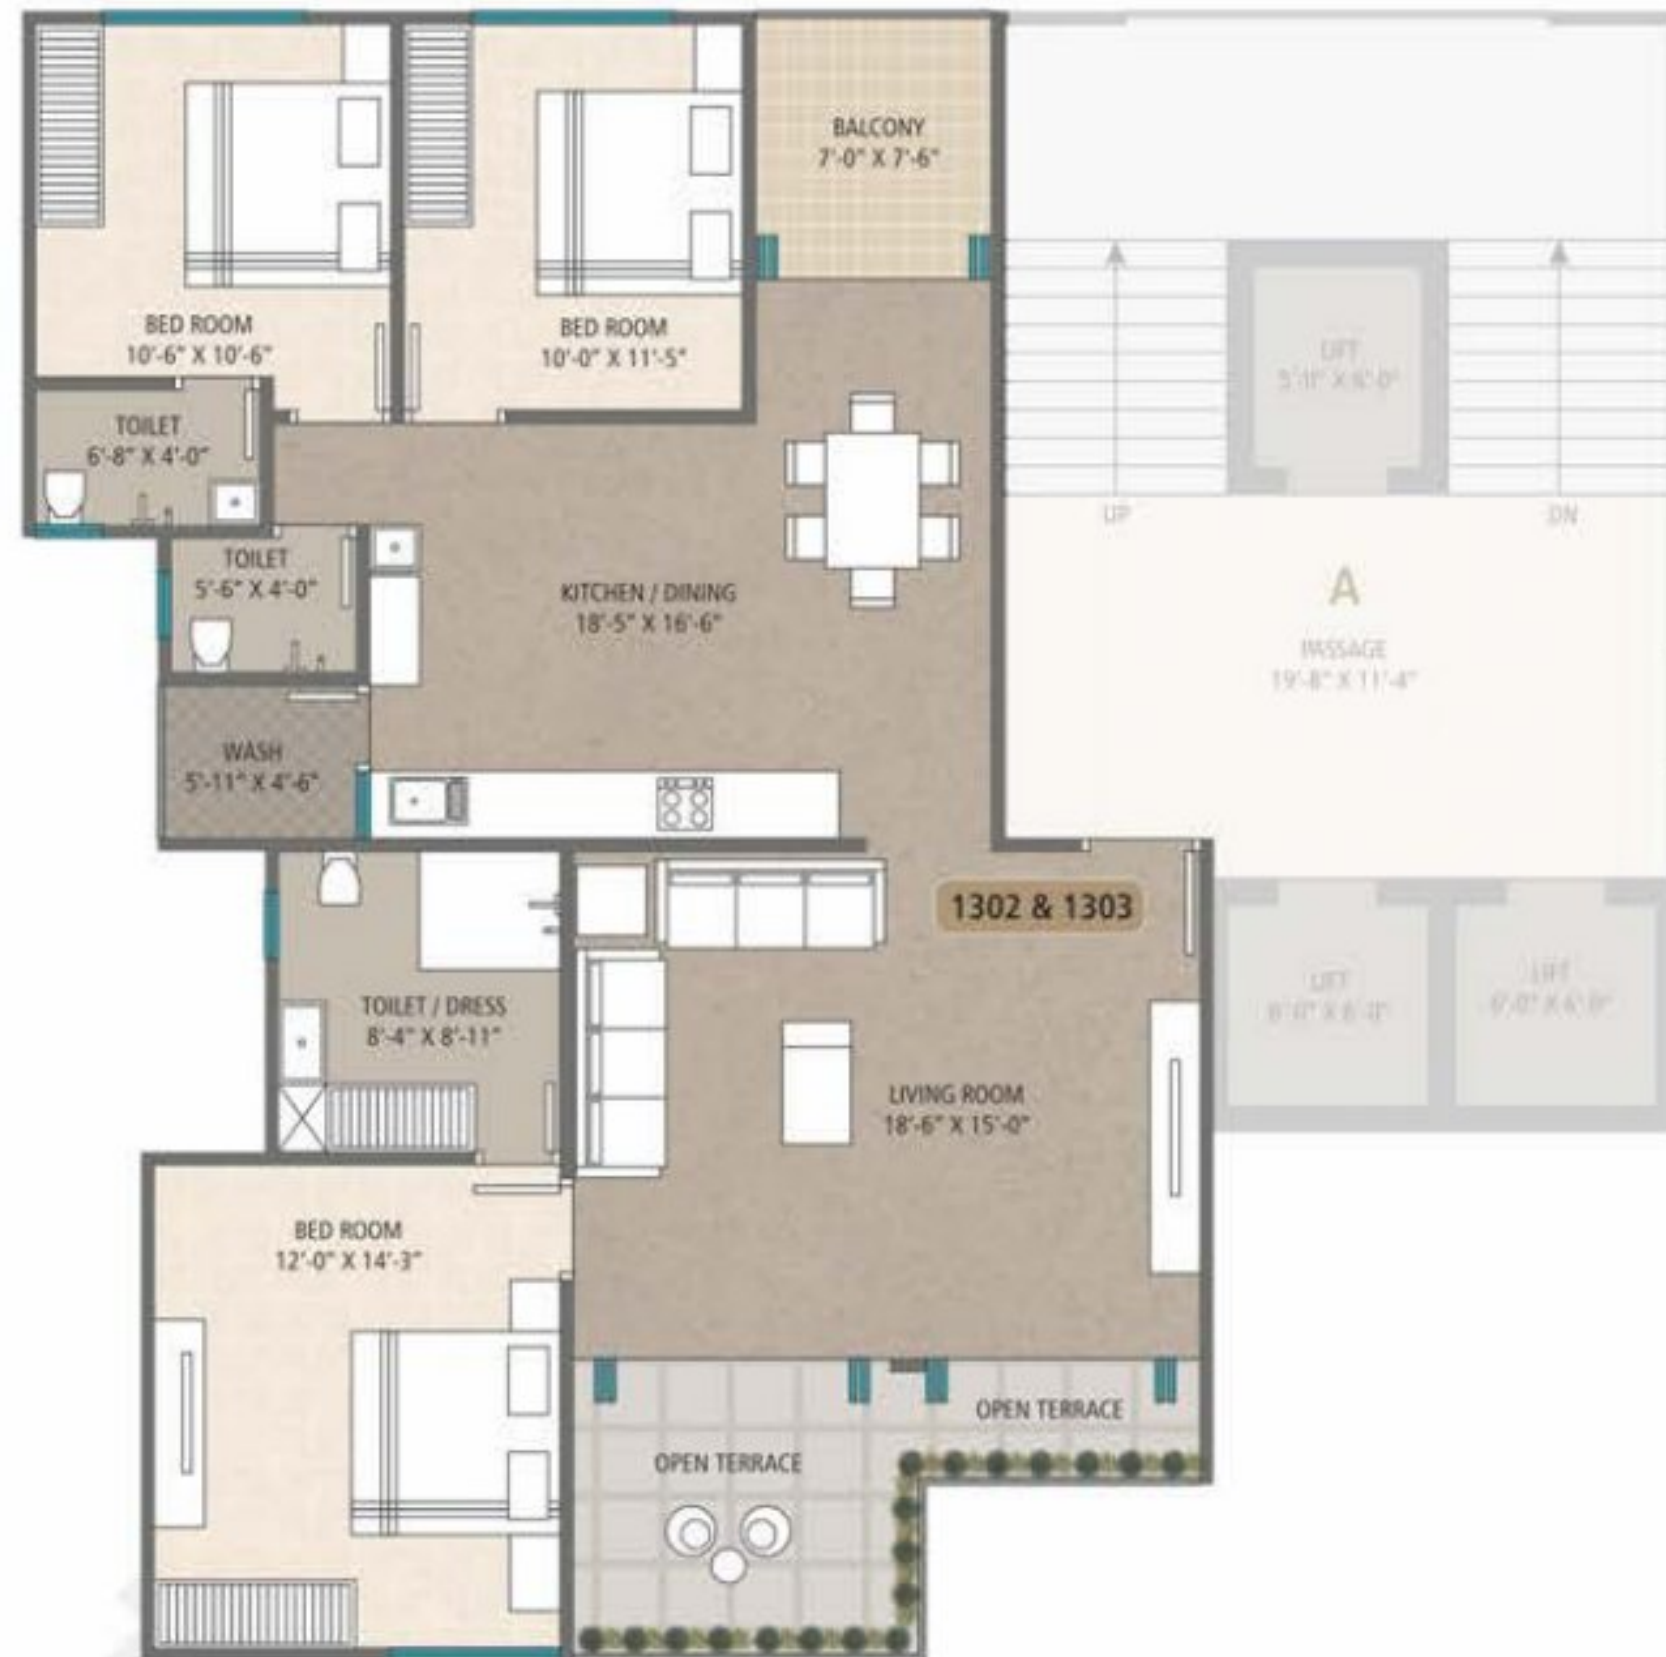 BALCONY
7'-0" X 7'-6"
BED ROOM
10'-6" X 10'-6"
BED ROOM
10'-0" X 11'-5"
LIFT
TOILET
6'-8" X 4'-0"
UP
DN
TOILET
5'-6" X 4'-0"
KITCHEN / DINING
18'-5" X 16'-6"
A
PASSAGE
19'-8" X 11'-4"
WASH
5'-11" X 4'-6"
1302 & 1303
TOILET / DRESS
8'-4" X 8'-11"
LIFT
LIFT
LIVING ROOM
18'-6" X 15'-0"
BED ROOM
12'-0" X 14'-3"
OPEN TERRACE
OPEN TERRACE